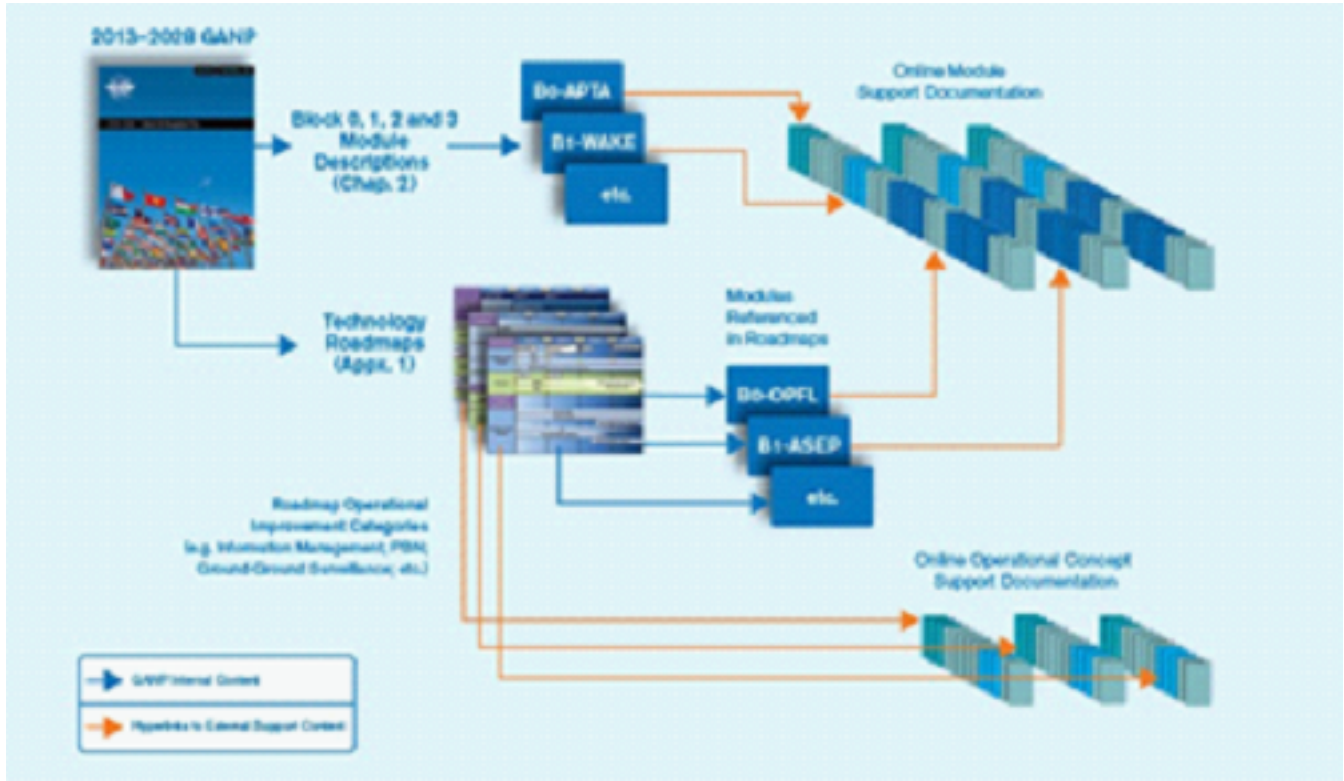 2013–2028 GANP
Block 0, 1, 2 and 3
Module
Descriptions
(Chap. 2)
B0-APTA
B1-WAKE
etc.
Online Module
Support Documentation
Technology
Roadmaps
(Appx. 1)
Modules
Referenced
in Roadmaps
B0-OPFL
B1-ASEP
etc.
Roadmap Operational
Improvement Categories
(e.g. Information Management, PBN,
Ground-Ground Surveillance, etc.)
Online Operational Concept
Support Documentation
GANP Internal Content
Hyperlinks to External Support Content